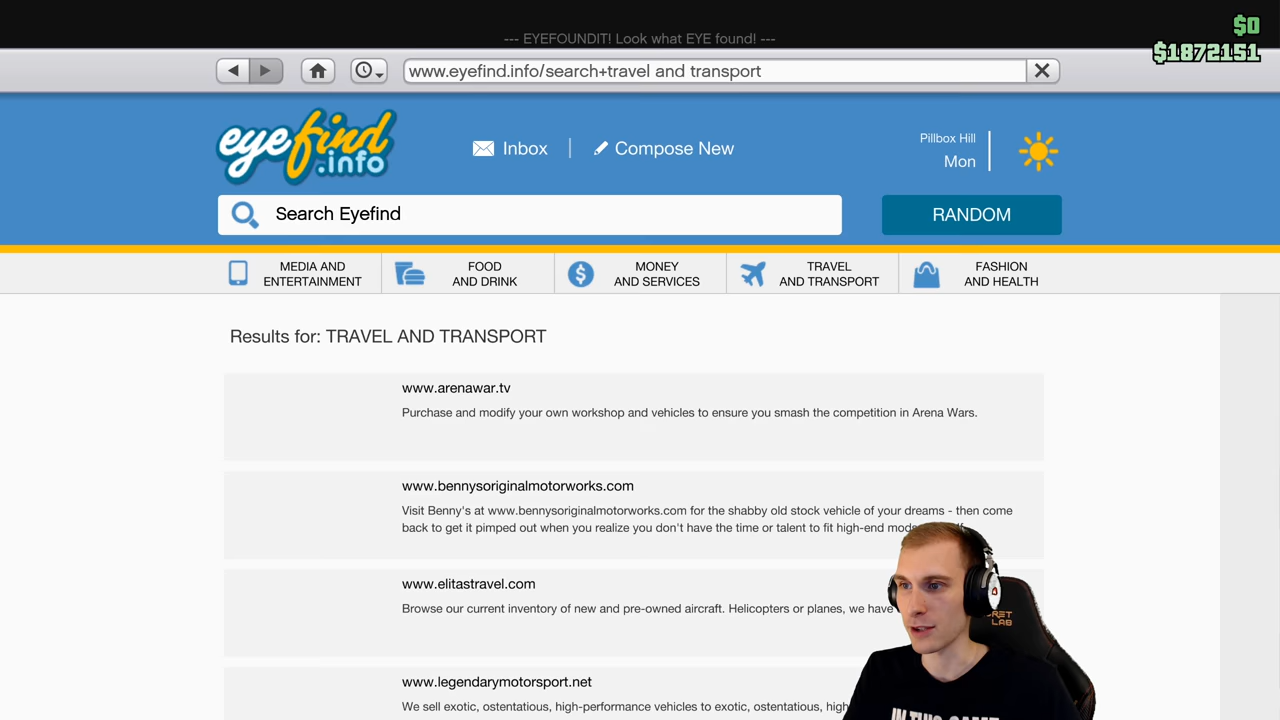 $0
--- EYEFOUNDIT! Look what EYE found! ---
$1872151
www.eyefind.info/search+travel and transport
eyefind
.info
Inbox
Compose New
Pillbox Hill
Mon
Search Eyefind
RANDOM
MEDIA AND
ENTERTAINMENT
FOOD
AND DRINK
MONEY
AND SERVICES
TRAVEL
AND TRANSPORT
FASHION
AND HEALTH
Results for: TRAVEL AND TRANSPORT
www.arenawar.tv
Purchase and modify your own workshop and vehicles to ensure you smash the competition in Arena Wars.
www.bennysoriginalmotorworks.com
Visit Benny's at www.bennysoriginalmotorworks.com for the shabby old stock vehicle of your dreams - then come
back to get it pimped out when you realize you don't have the time or talent to fit high-end mods
www.elitastravel.com
Browse our current inventory of new and pre-owned aircraft. Helicopters or planes, we have
LAB
www.legendarymotorsport.net
We sell exotic, ostentatious, high-performance vehicles to exotic, ostentatious, high
IN THIS GAME